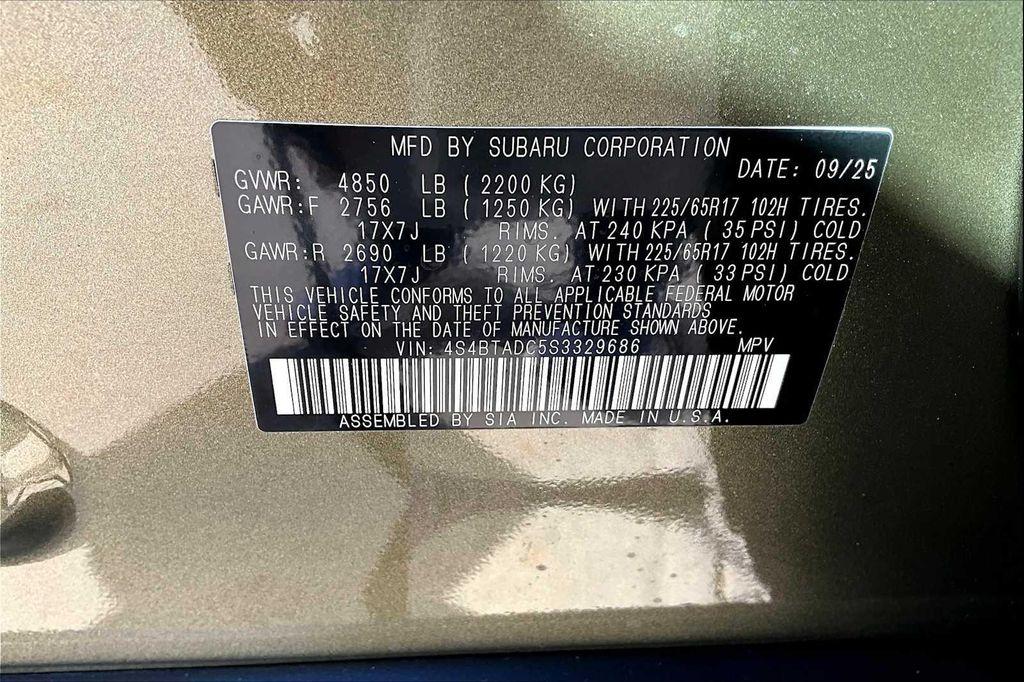 MFD BY SUBARU CORPORATION
DATE: 09/25
GVWR: 4850 LB ( 2200 KG)
GAWR:F 2756 LB ( 1250 KG) WITH 225/65R17 102H TIRES.
17X7J RIMS. AT 240 KPA ( 35 PSI) COLD
GAWR:R 2690 LB ( 1220 KG) WITH 225/65R17 102H TIRES.
17X7J RIMS. AT 230 KPA ( 33 PSI) COLD
THIS VEHICLE CONFORMS TO ALL APPLICABLE FEDERAL MOTOR
VEHICLE SAFETY AND THEFT PREVENTION STANDARDS
IN EFFECT ON THE DATE OF MANUFACTURE SHOWN ABOVE.
VIN: 4S4BTADC5S3329686 MPV
ASSEMBLED BY SIA INC. MADE IN U.S.A.